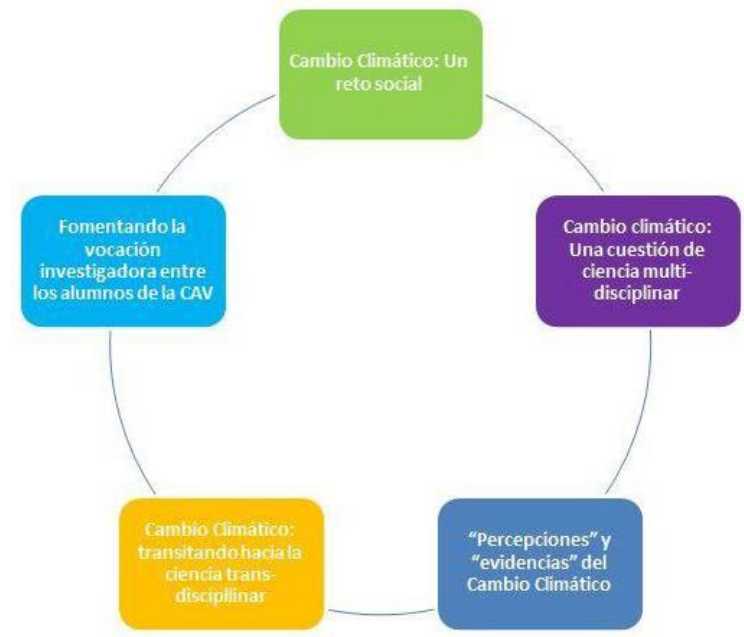 Cambio Climático: Un
reto social
Cambio climático:
Una cuestión de
ciencia multi-
disciplinar
"Percepciones" y
"evidencias" del
Cambio Climático
Cambio Climático:
transitando hacia la
ciencia trans-
disciplinar
Fomentando la
vocación
investigadora entre
los alumnos de la CAV